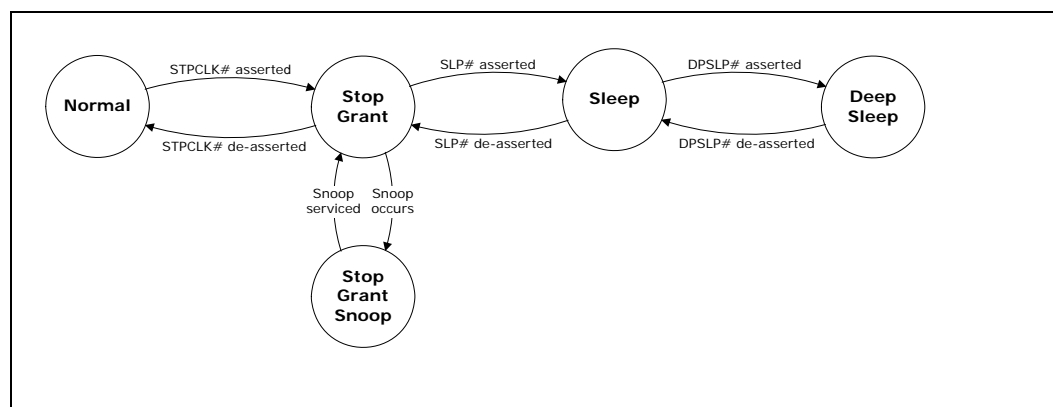 STPCLK# asserted
SLP# asserted
DPSLP# asserted
Normal
Stop
Grant
Sleep
Deep
Sleep
STPCLK# de-asserted
SLP# de-asserted
DPSLP# de-asserted
Snoop
serviced
Snoop
occurs
Stop
Grant
Snoop